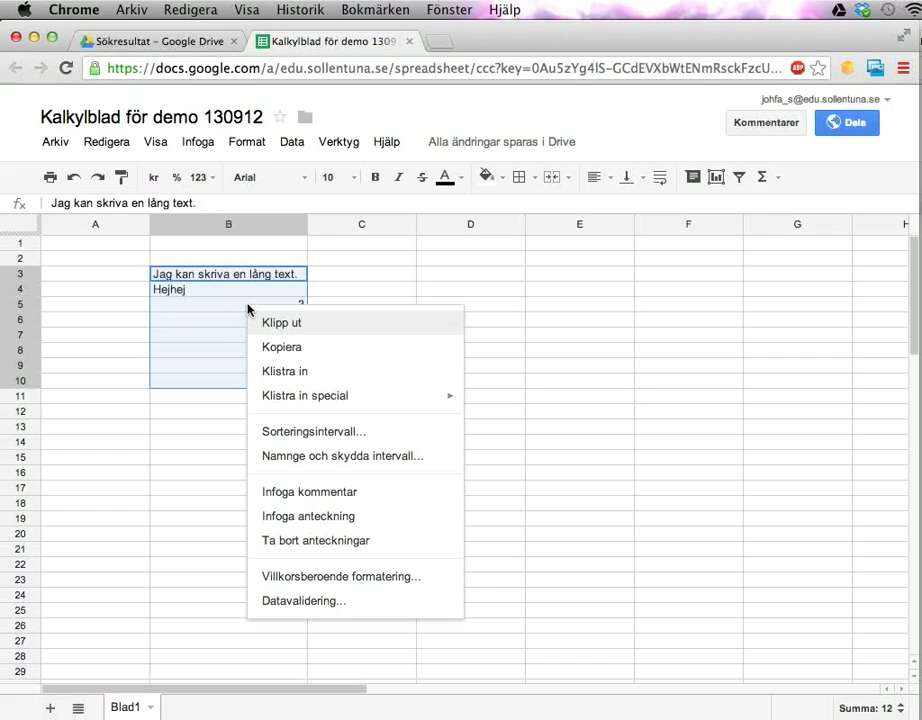 Chrome Arkiv Redigera Visa Historik Bokmärken Fönster Hjälp
Sökresultat – Google Drive
Kalkylblad för demo 1309
https://docs.google.com/a/edu.sollentuna.se/spreadsheet/ccc?key=0Au5zYg4lS-GCdEVXbWtENmRsckFzcU...
ABP
johfa_s@edu.sollentuna.se
Kalkylblad för demo 130912
Kommentarer
Dela
Arkiv Redigera Visa Infoga Format Data Verktyg Hjälp Alla ändringar sparas i Drive
kr % 123 Arial 10 B I S A Σ
fx Jag kan skriva en lång text.
A B C D E F G H
1
2
3 Jag kan skriva en lång text.
4 Hejhej
5
6
7
8
9
10
11
12
13
14
15
16
17
18
19
20
21
22
23
24
25
26
27
28
29
Klipp ut
Kopiera
Klistra in
Klistra in special
Sorteringsintervall...
Namnge och skydda intervall...
Infoga kommentar
Infoga anteckning
Ta bort anteckningar
Villkorsberoende formatering...
Datavalidering...
Blad1
Summa: 12